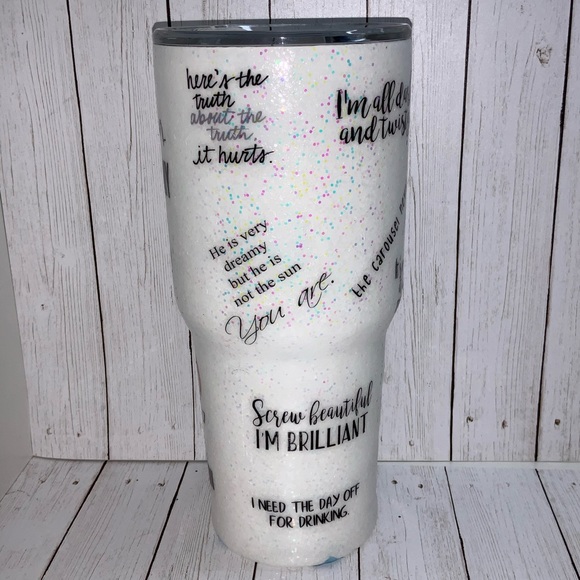 here's the
truth
about the
truth,
it hurts.
I'm all
and
He is very
dreamy
but he is
not the sun
You are.
the carousel
Screw beautiful
I'M BRILLIANT
I NEED THE DAY OFF
FOR DRINKING.